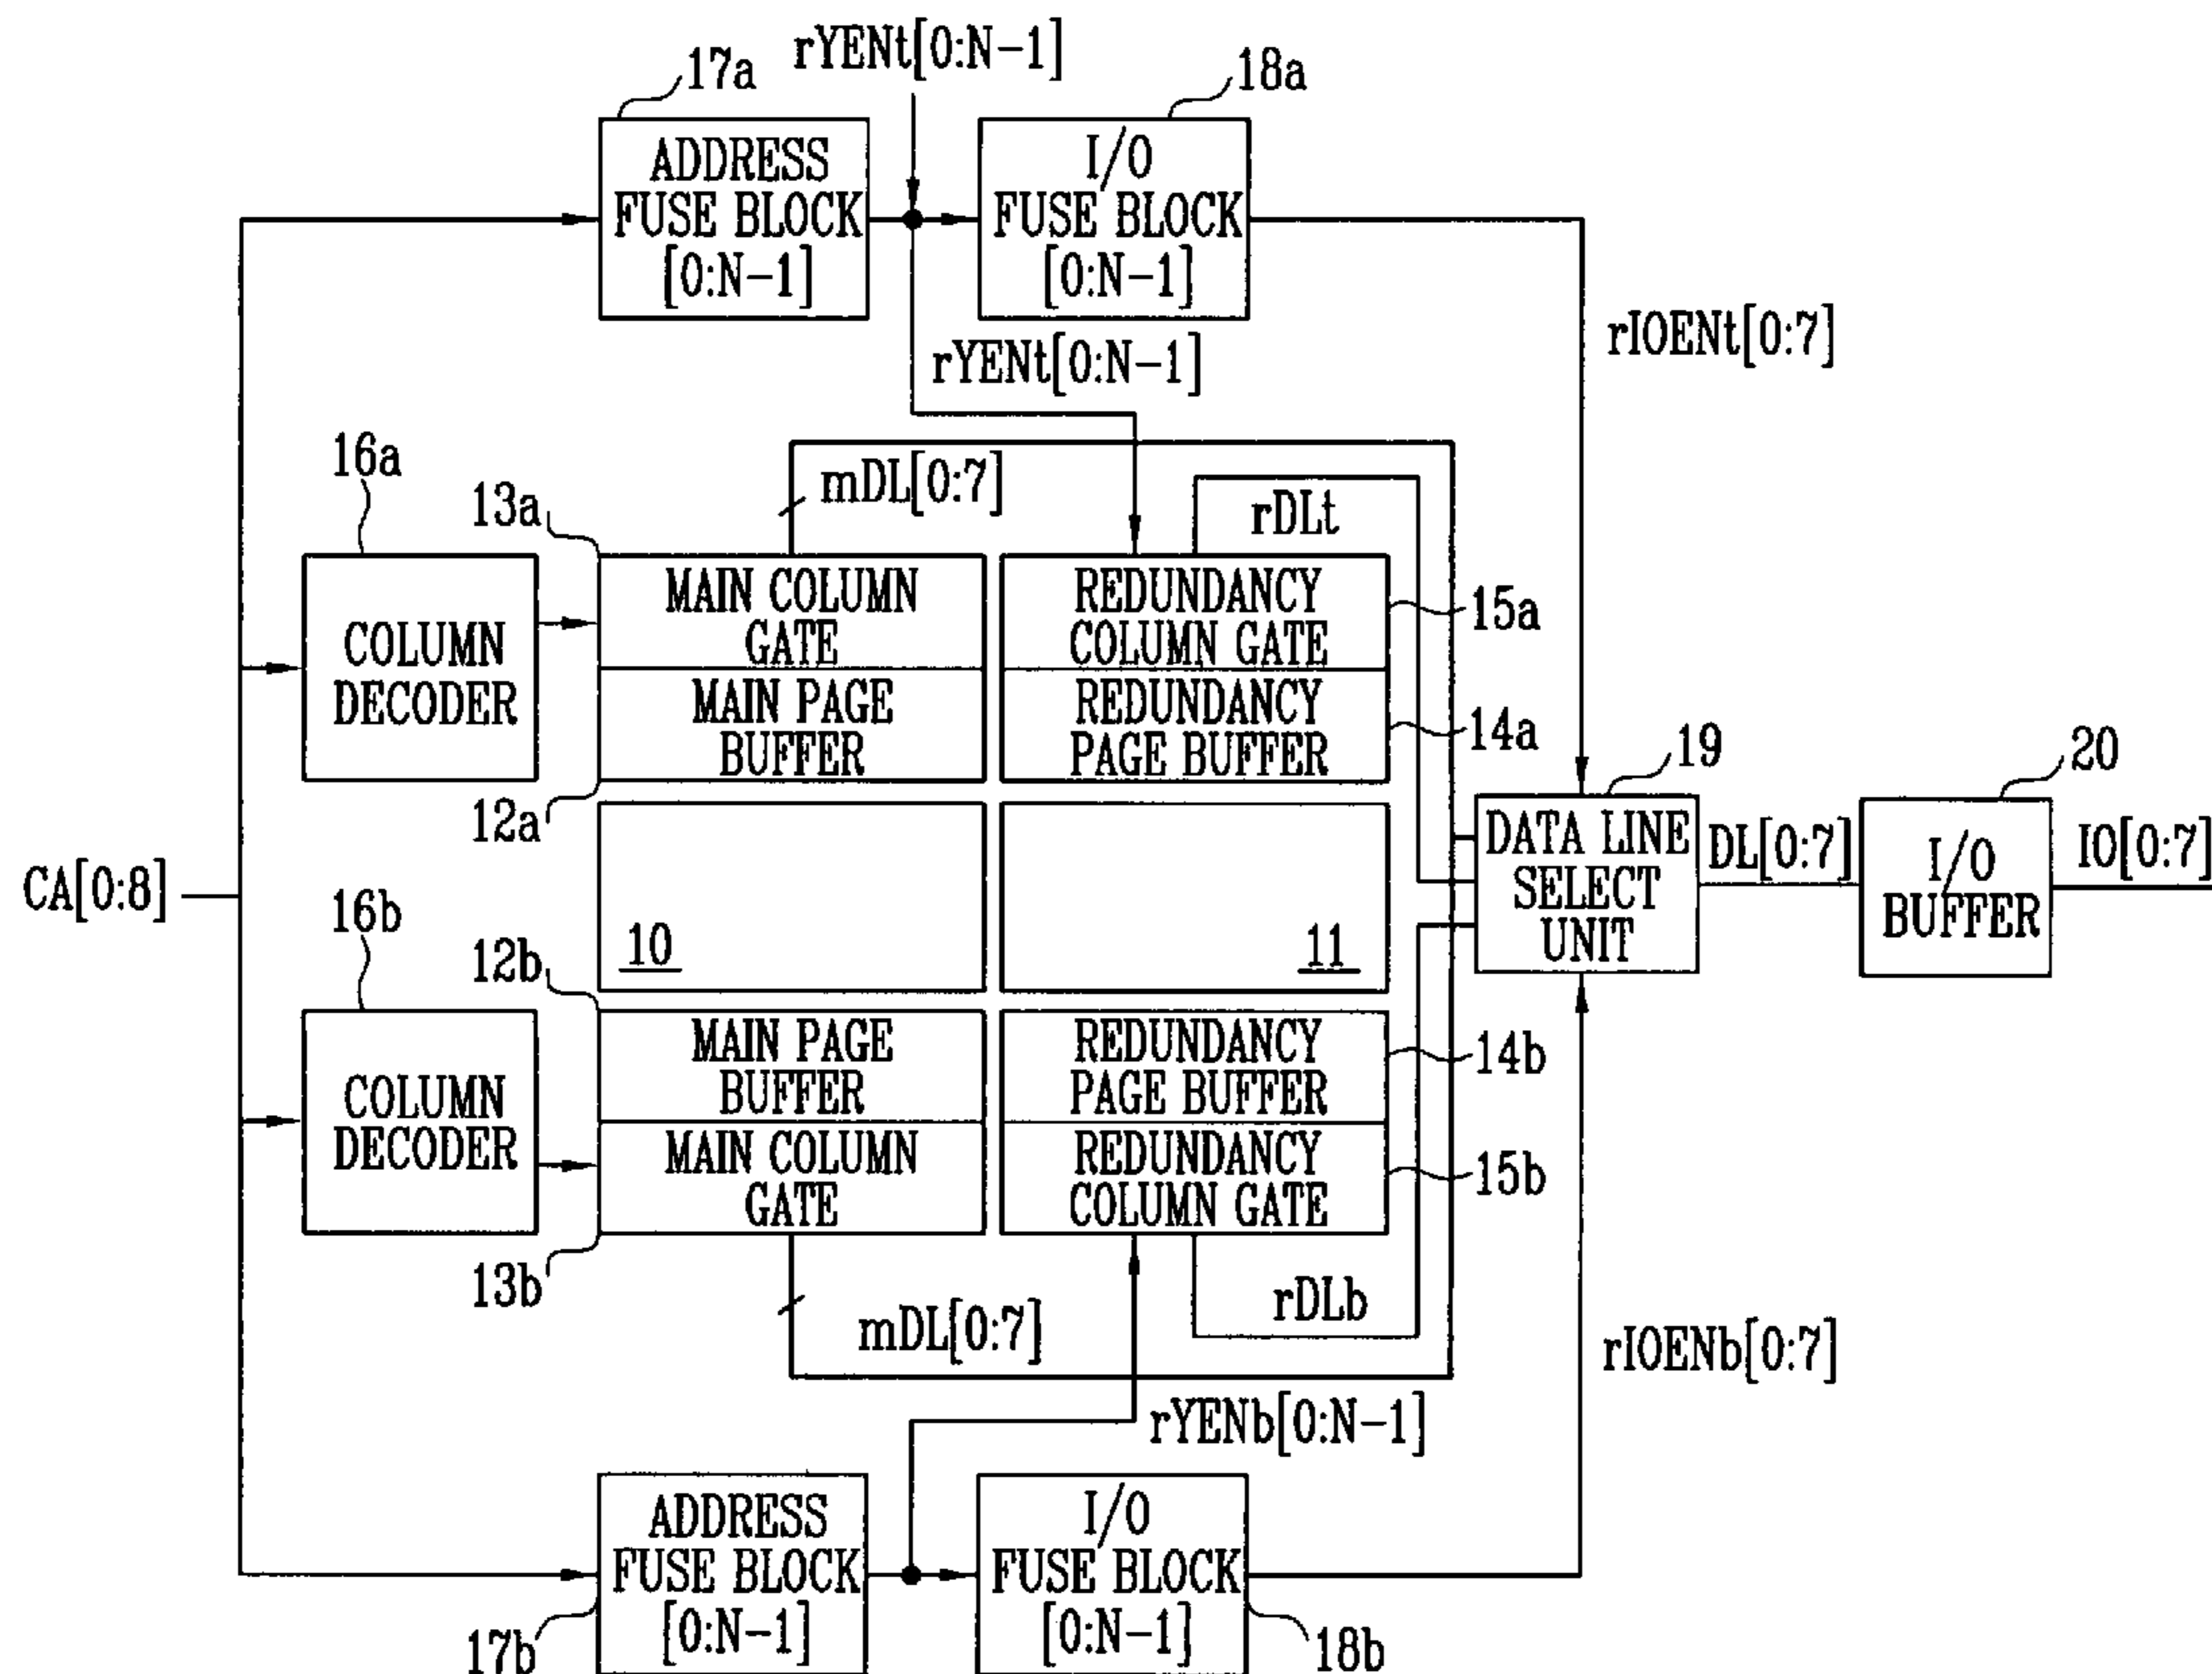 rYENt[0:N-1]
17a
18a
ADDRESS
FUSE BLOCK
[0:N-1]
I/O
FUSE BLOCK
[0:N-1]
rIOENt[0:7]
rYENt[0:N-1]
16a
13a
mDL[0:7]
rDLt
COLUMN
DECODER
MAIN COLUMN
GATE
MAIN PAGE
BUFFER
REDUNDANCY
COLUMN GATE
REDUNDANCY
PAGE BUFFER
15a
14a
12a
19
20
CA[0:8]
10
11
DATA LINE
SELECT
UNIT
DL[0:7]
I/O
BUFFER
IO[0:7]
16b
12b
COLUMN
DECODER
MAIN PAGE
BUFFER
MAIN COLUMN
GATE
REDUNDANCY
PAGE BUFFER
REDUNDANCY
COLUMN GATE
14b
15b
13b
mDL[0:7]
rDLb
rIOENb[0:7]
rYENb[0:N-1]
ADDRESS
FUSE BLOCK
[0:N-1]
I/O
FUSE BLOCK
[0:N-1]
17b
18b